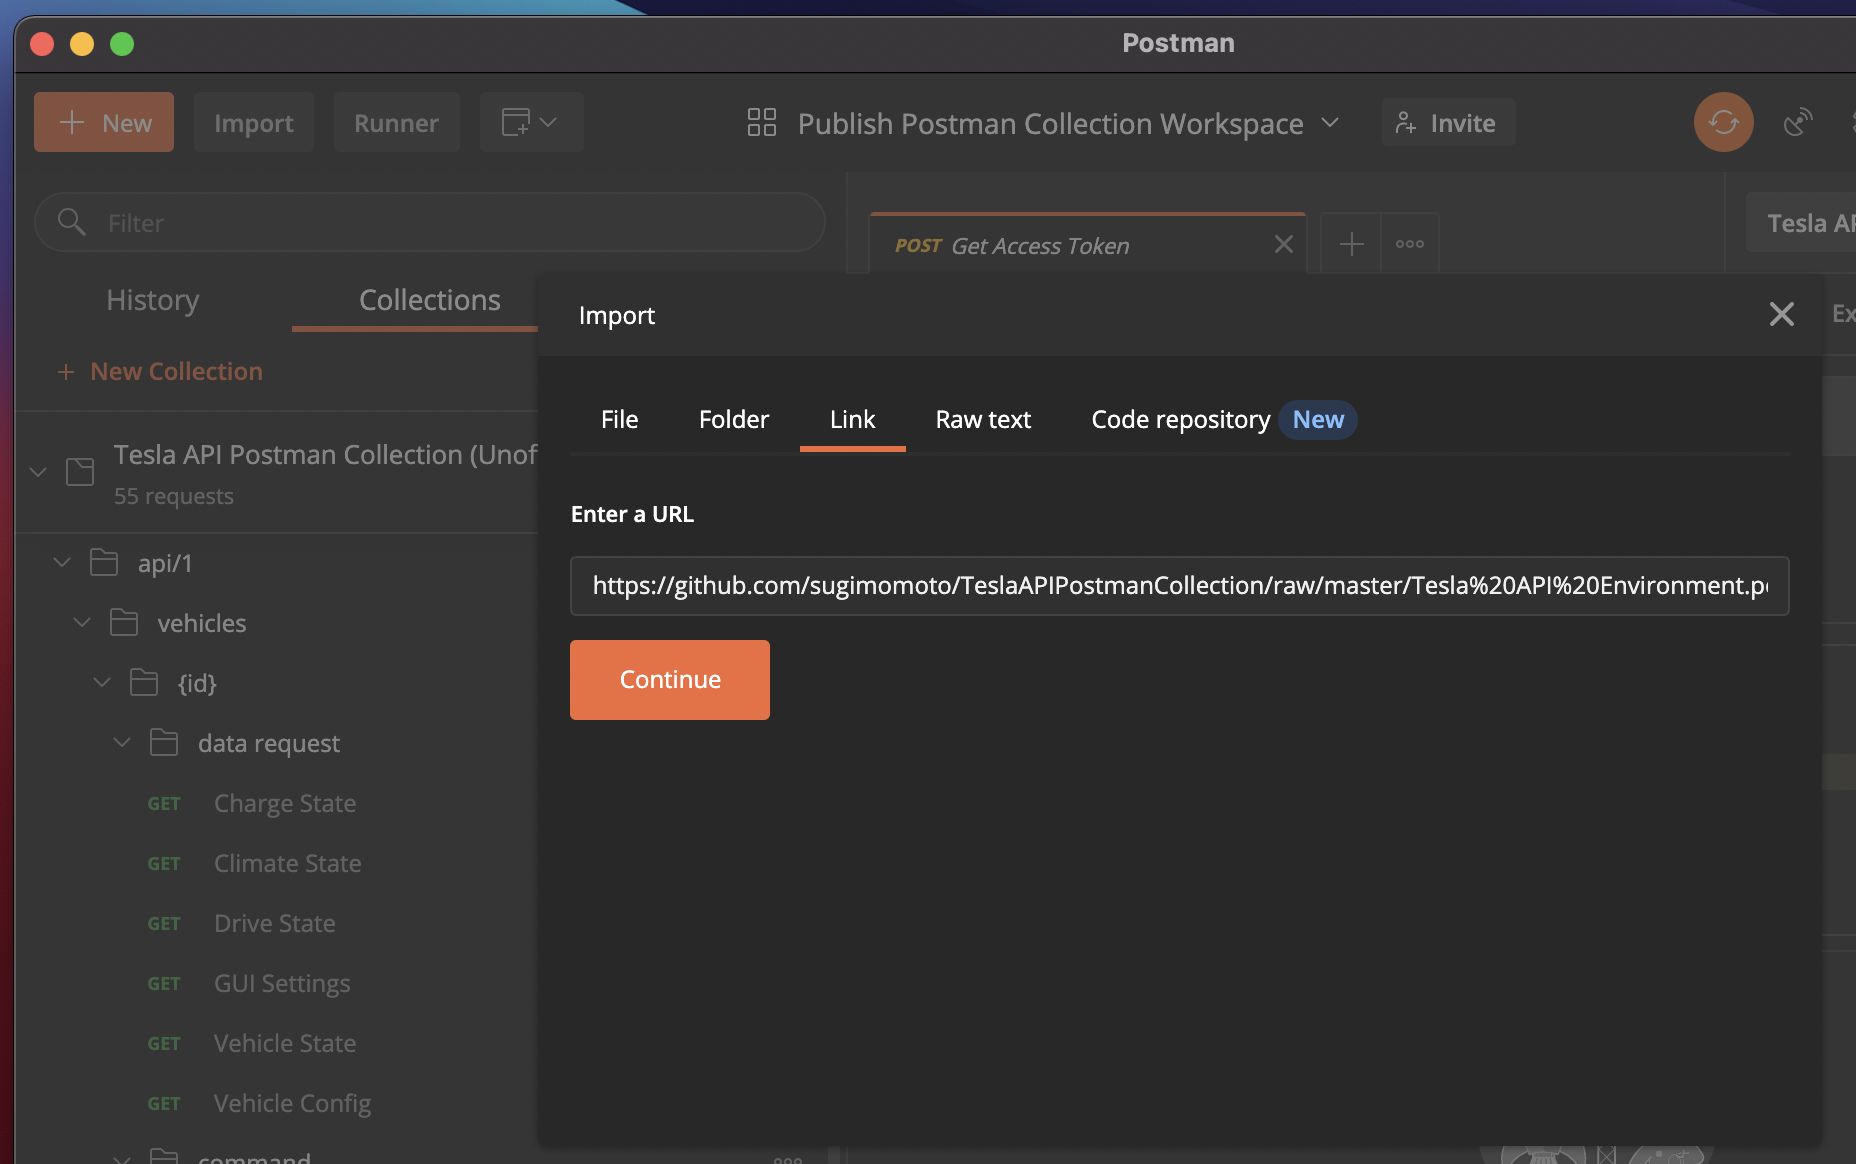 Postman
New
Import
Runner
Publish Postman Collection Workspace
Invite
Filter
POST Get Access Token
Tesla
History
Collections
Import
New Collection
File
Folder
Link
Raw text
Code repository
New
Tesla API Postman Collection (Unof
55 requests
Enter a URL
api/1
https://github.com/sugimomoto/TeslaAPIPostmanCollection/raw/master/Tesla%20API%20Environment.p
vehicles
Continue
{id}
data request
GET Charge State
GET Climate State
GET Drive State
GET GUI Settings
GET Vehicle State
GET Vehicle Config
command